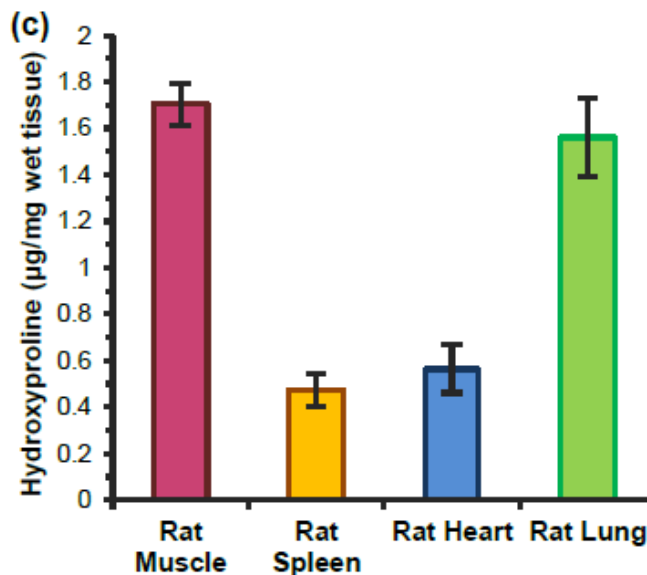 (c)
Hydroxyproline (µg/mg wet tissue)
2
1.8
1.6
1.4
1.2
1
0.8
0.6
0.4
0.2
0
Rat Muscle
Rat Spleen
Rat Heart
Rat Lung